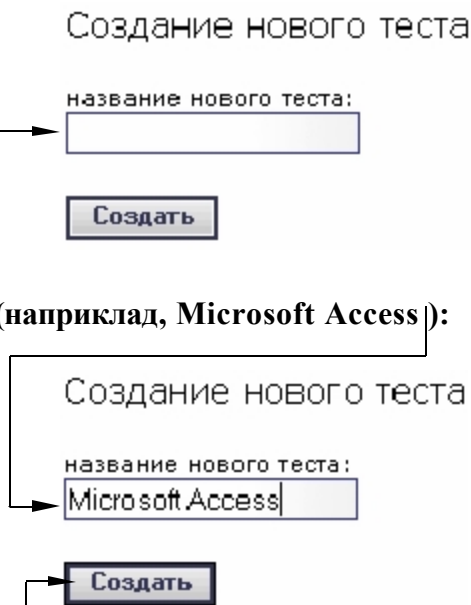 Создание нового теста
название нового теста:
Создать
(наприклад, Microsoft Access ):
Создание нового теста
название нового теста:
Microsoft Access
Создать